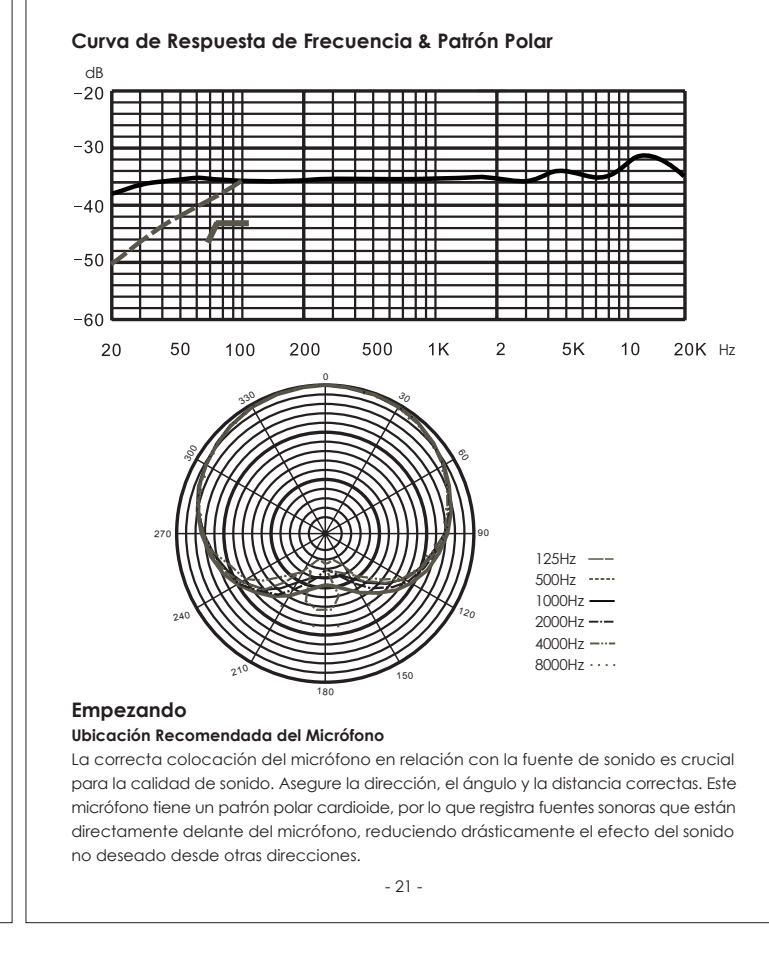 Curva de Respuesta de Frecuencia & Patrón Polar
dB
−20
−30
−40
−50
−60
20 50 100 200 500 1K 2 5K 10 20K Hz
0
330 30
300 60
270 90
240 120
210 150
180
125Hz
500Hz
1000Hz
2000Hz
4000Hz
8000Hz
Empezando
Ubicación Recomendada del Micrófono
La correcta colocación del micrófono en relación con la fuente de sonido es crucial
para la calidad de sonido. Asegure la dirección, el ángulo y la distancia correctas. Este
micrófono tiene un patrón polar cardioide, por lo que registra fuentes sonoras que están
directamente delante del micrófono, reduciendo drásticamente el efecto del sonido
no deseado desde otras direcciones.
- 21 -